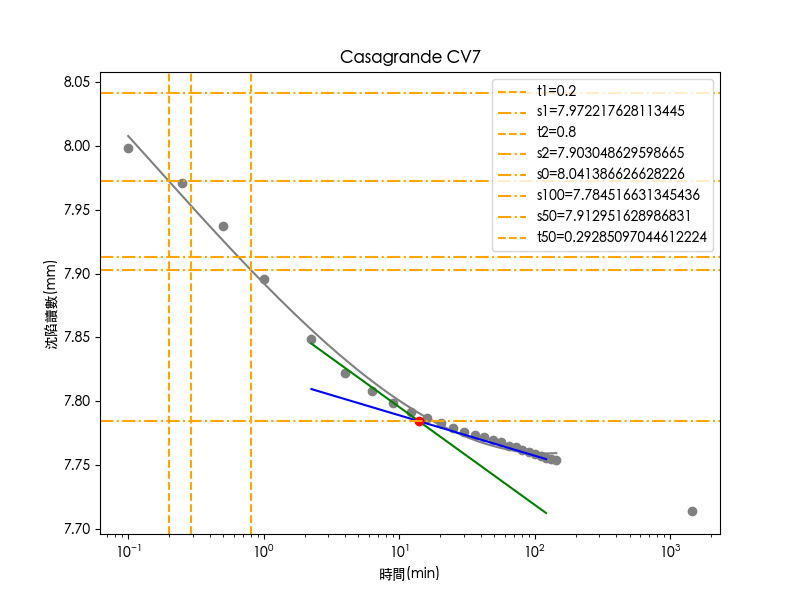 Casagrande CV7
8.05
8.00
7.95
7.90
7.85
7.80
7.75
7.70
沈陷讀數(mm)
t1=0.2
s1=7.972217628113445
t2=0.8
s2=7.903048629598665
s0=8.041386626628226
s100=7.784516631345436
s50=7.912951628986831
t50=0.29285097044612224
10⁻¹ 10⁰ 10¹ 10² 10³
時間(min)